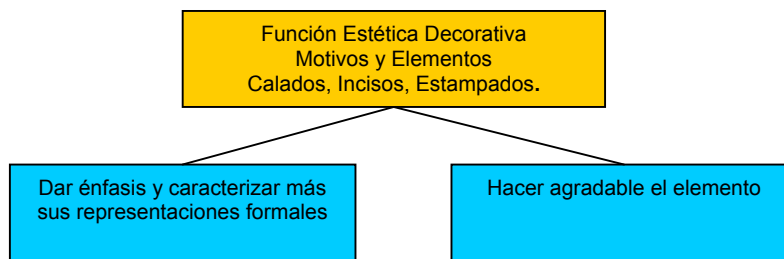 Función Estética Decorativa
Motivos y Elementos
Calados, Incisos, Estampados.
Dar énfasis y caracterizar más
sus representaciones formales
Hacer agradable el elemento